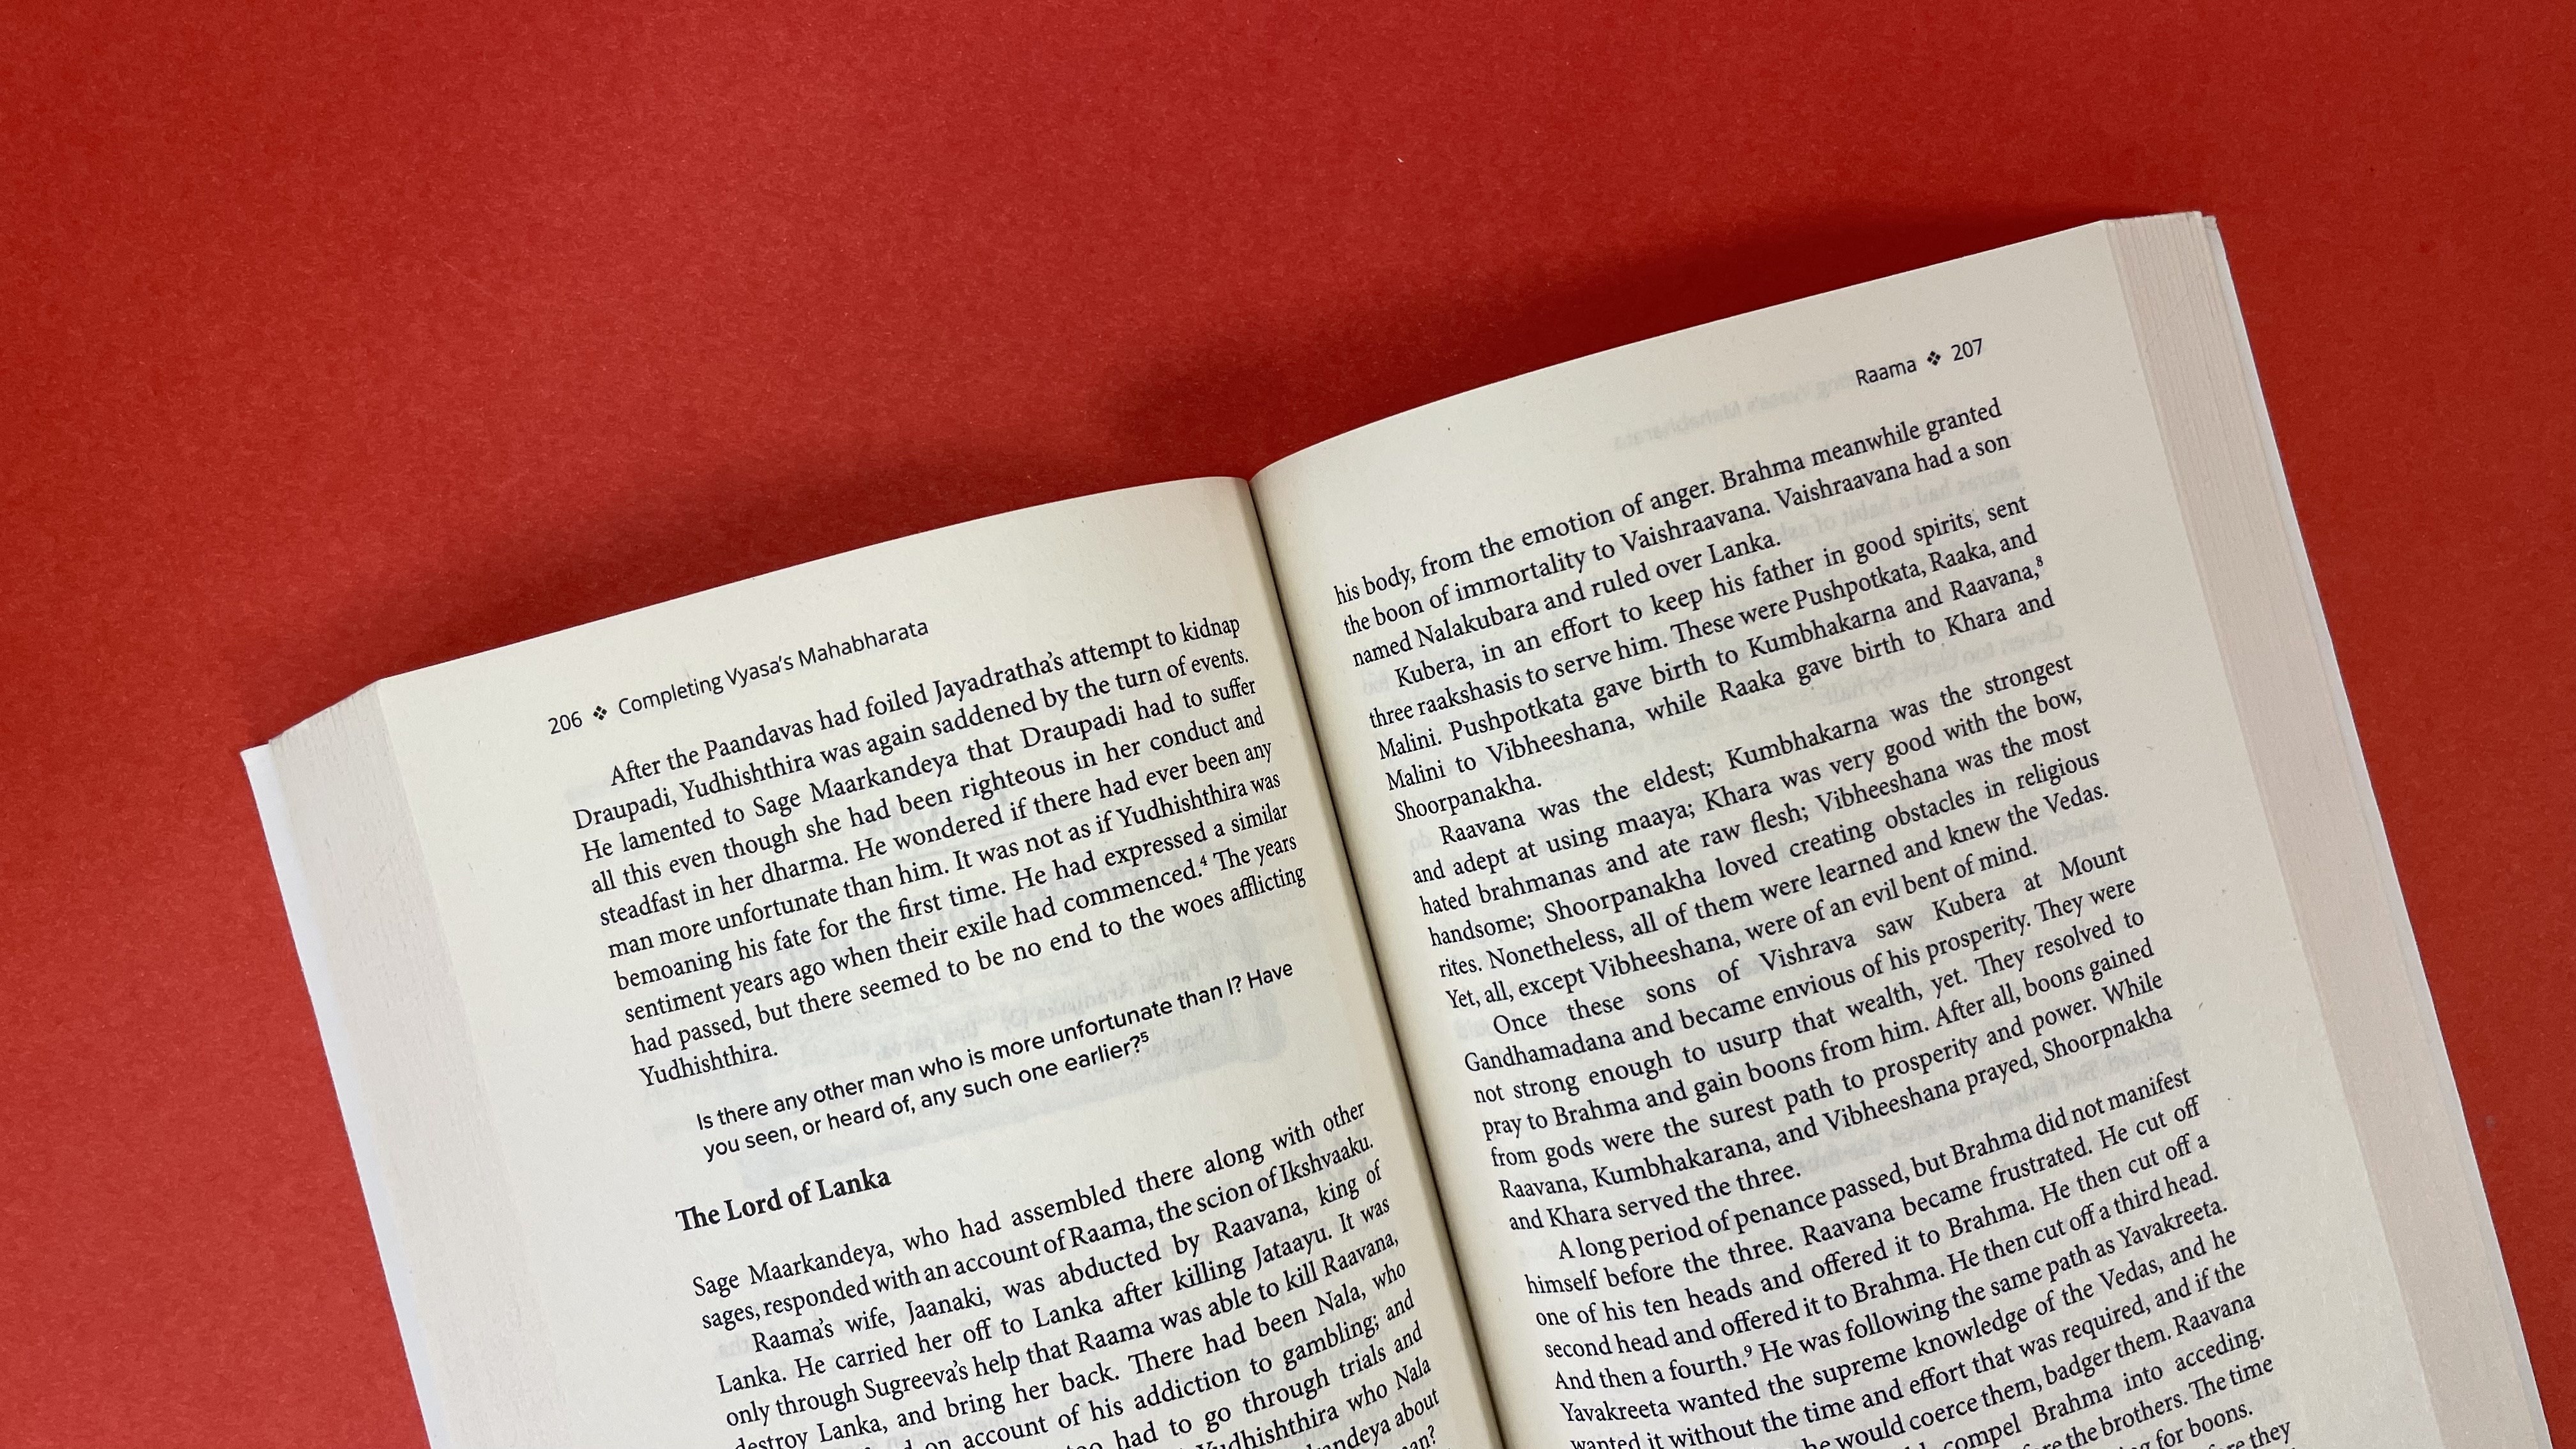 206 ❖ Completing Vyasa's Mahabharata
After the Paandavas had foiled Jayadratha's attempt to kidnap
Draupadi, Yudhishthira was again saddened by the turn of events.
He lamented to Sage Maarkandeya that Draupadi had to suffer
all this even though she had been righteous in her conduct and
steadfast in her dharma. He wondered if there had ever been any
man more unfortunate than him. It was not as if Yudhishthira was
bemoaning his fate for the first time. He had expressed a similar
sentiment years ago when their exile had commenced.⁴ The years
had passed, but there seemed to be no end to the woes afflicting
Yudhishthira.
Is there any other man who is more unfortunate than I? Have
you seen, or heard of, any such one earlier?⁵
The Lord of Lanka
Sage Maarkandeya, who had assembled there along with other
sages, responded with an account of Raama, the scion of Ikshvaaku.
Raama's wife, Jaanaki, was abducted by Raavana, king of
Lanka. He carried her off to Lanka after killing Jataayu. It was
only through Sugreeva's help that Raama was able to kill Raavana,
destroy Lanka, and bring her back. There had been Nala, who
on account of his addiction to gambling; and
had to go through trials and
Yudhishthira who Nala
about
Raama ❖ 207
his body, from the emotion of anger. Brahma meanwhile granted
the boon of immortality to Vaishraavana. Vaishraavana had a son
named Nalakubara and ruled over Lanka.
Kubera, in an effort to keep his father in good spirits, sent
three raakshasis to serve him. These were Pushpotkata, Raaka, and
Malini. Pushpotkata gave birth to Kumbhakarna and Raavana,⁸
Malini to Vibheeshana, while Raaka gave birth to Khara and
Shoorpanakha.
Raavana was the eldest; Kumbhakarna was the strongest
and adept at using maaya; Khara was very good with the bow,
hated brahmanas and ate raw flesh; Vibheeshana was the most
handsome; Shoorpanakha loved creating obstacles in religious
rites. Nonetheless, all of them were learned and knew the Vedas.
Yet, all, except Vibheeshana, were of an evil bent of mind.
Once these sons of Vishrava saw Kubera at Mount
Gandhamadana and became envious of his prosperity. They were
not strong enough to usurp that wealth, yet. They resolved to
pray to Brahma and gain boons from him. After all, boons gained
from gods were the surest path to prosperity and power. While
Raavana, Kumbhakarana, and Vibheeshana prayed, Shoorpnakha
and Khara served the three.
A long period of penance passed, but Brahma did not manifest
himself before the three. Raavana became frustrated. He cut off
one of his ten heads and offered it to Brahma. He then cut off a
second head and offered it to Brahma. He then cut off a third head.
And then a fourth.⁹ He was following the same path as Yavakreeta.
Yavakreeta wanted the supreme knowledge of the Vedas, and he
wanted it without the time and effort that was required, and if the
he would coerce them, badger them. Raavana
compel Brahma into acceding.
the brothers. The time
for boons.
they